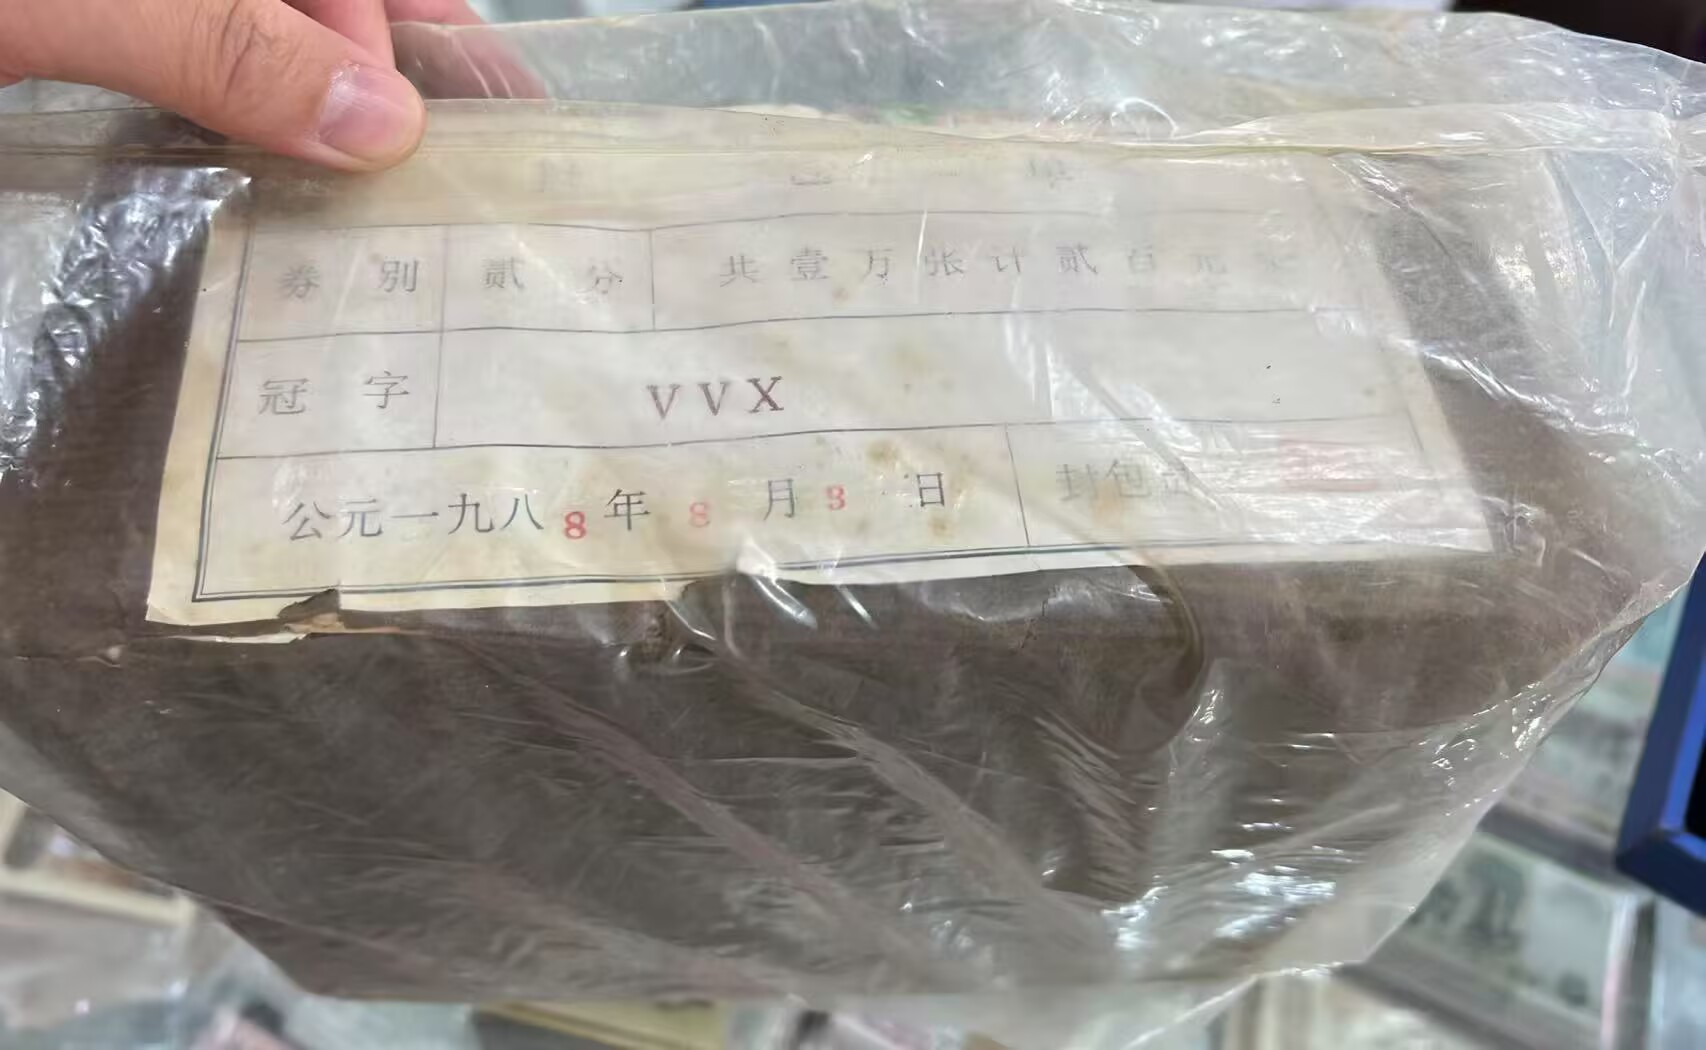 券别 贰分 共壹万张计贰百元
冠字 VVX
公元一九八8年8月3日 封包